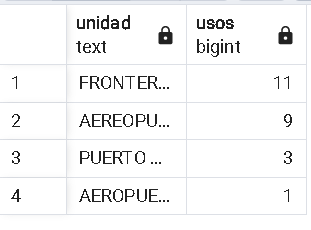 unidad usos
text bigint
1 FRONTER... 11
2 AEREOPU... 9
3 PUERTO ... 3
4 AEROPUE... 1